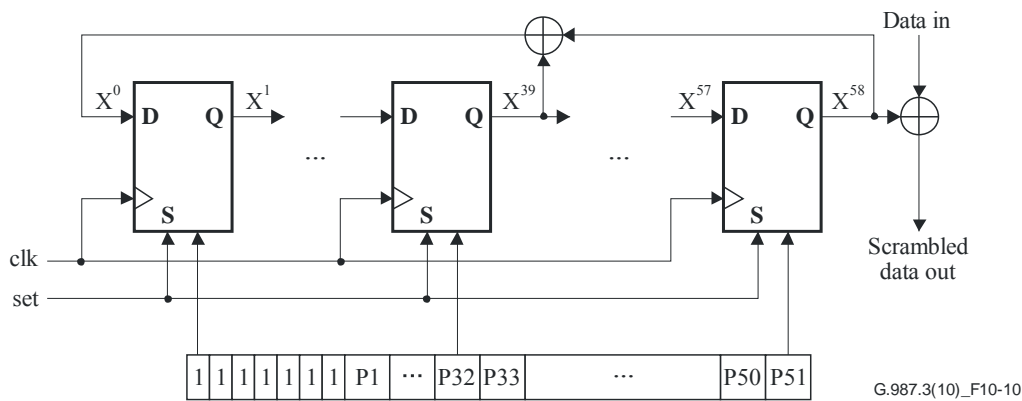 Data in
X^0 X^1 X^39 X^57 X^58
D Q D Q D Q
... ...
S S S
clk
Scrambled
data out
set
1 1 1 1 1 1 1 P1 ... P32 P33 ... P50 P51
G.987.3(10)_F10-10